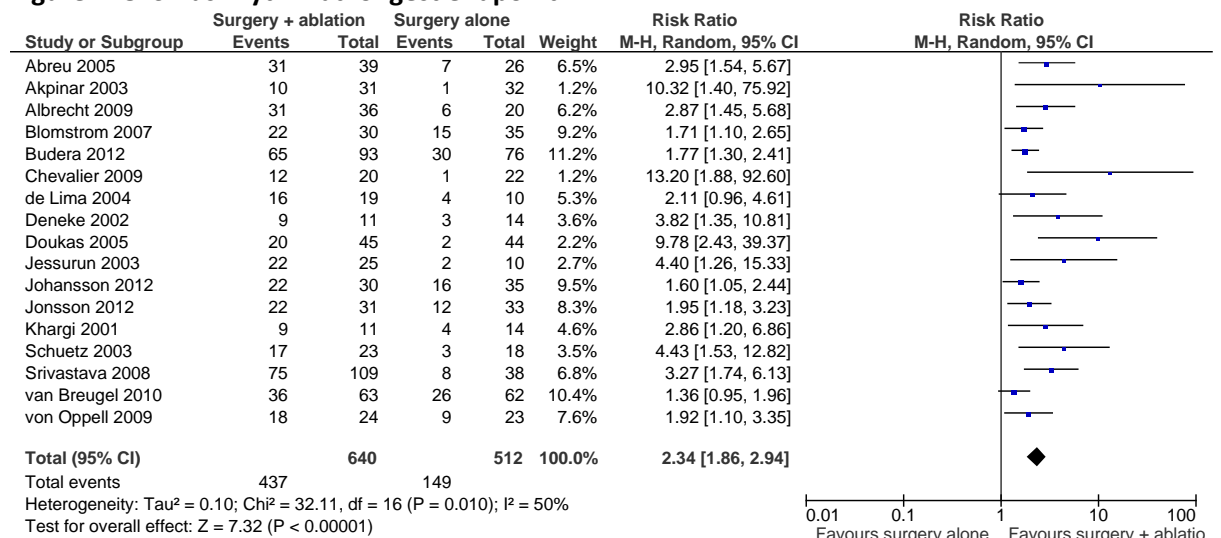 Surgery + ablation Surgery alone Risk Ratio Risk Ratio
Study or Subgroup Events Total Events Total Weight M-H, Random, 95% CI M-H, Random, 95% CI
Abreu 2005 31 39 7 26 6.5% 2.95 [1.54, 5.67]
Akpinar 2003 10 31 1 32 1.2% 10.32 [1.40, 75.92]
Albrecht 2009 31 36 6 20 6.2% 2.87 [1.45, 5.68]
Blomstrom 2007 22 30 15 35 9.2% 1.71 [1.10, 2.65]
Budera 2012 65 93 30 76 11.2% 1.77 [1.30, 2.41]
Chevalier 2009 12 20 1 22 1.2% 13.20 [1.88, 92.60]
de Lima 2004 16 19 4 10 5.3% 2.11 [0.96, 4.61]
Deneke 2002 9 11 3 14 3.6% 3.82 [1.35, 10.81]
Doukas 2005 20 45 2 44 2.2% 9.78 [2.43, 39.37]
Jessurun 2003 22 25 2 10 2.7% 4.40 [1.26, 15.33]
Johansson 2012 22 30 16 35 9.5% 1.60 [1.05, 2.44]
Jonsson 2012 22 31 12 33 8.3% 1.95 [1.18, 3.23]
Khargi 2001 9 11 4 14 4.6% 2.86 [1.20, 6.86]
Schuetz 2003 17 23 3 18 3.5% 4.43 [1.53, 12.82]
Srivastava 2008 75 109 8 38 6.8% 3.27 [1.74, 6.13]
van Breugel 2010 36 63 26 62 10.4% 1.36 [0.95, 1.96]
von Oppell 2009 18 24 9 23 7.6% 1.92 [1.10, 3.35]
Total (95% CI) 640 512 100.0% 2.34 [1.86, 2.94]
Total events 437 149
Heterogeneity: Tau² = 0.10; Chi² = 32.11, df = 16 (P = 0.010); I² = 50%
Test for overall effect: Z = 7.32 (P < 0.00001)
0.01 0.1 1 10 100
Favours surgery alone Favours surgery + ablatio